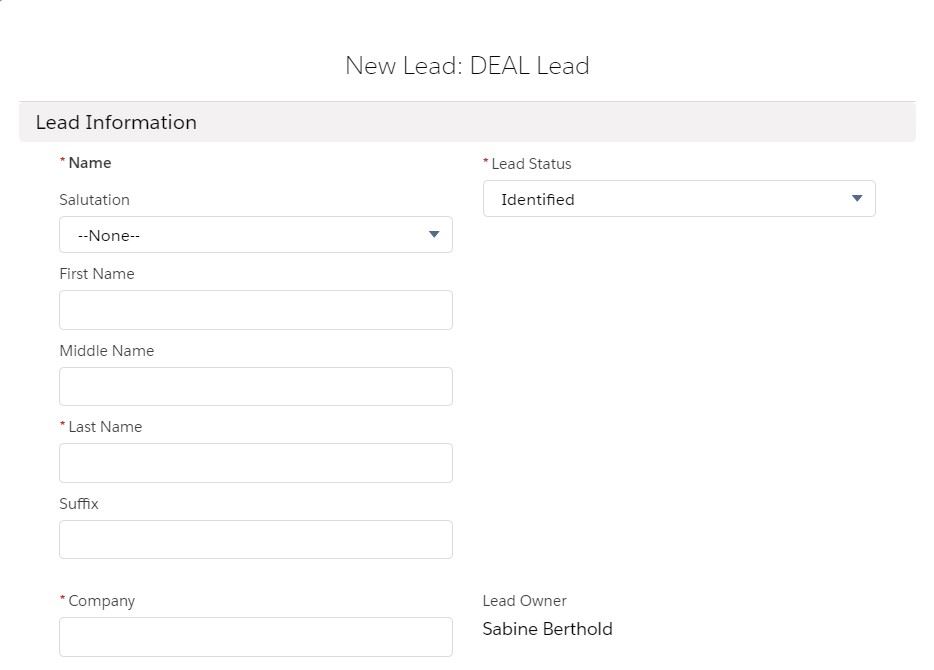 New Lead: DEAL Lead
Lead Information
* Name
Salutation
--None--
First Name
Middle Name
* Last Name
Suffix
* Company
* Lead Status
Identified
Lead Owner
Sabine Berthold